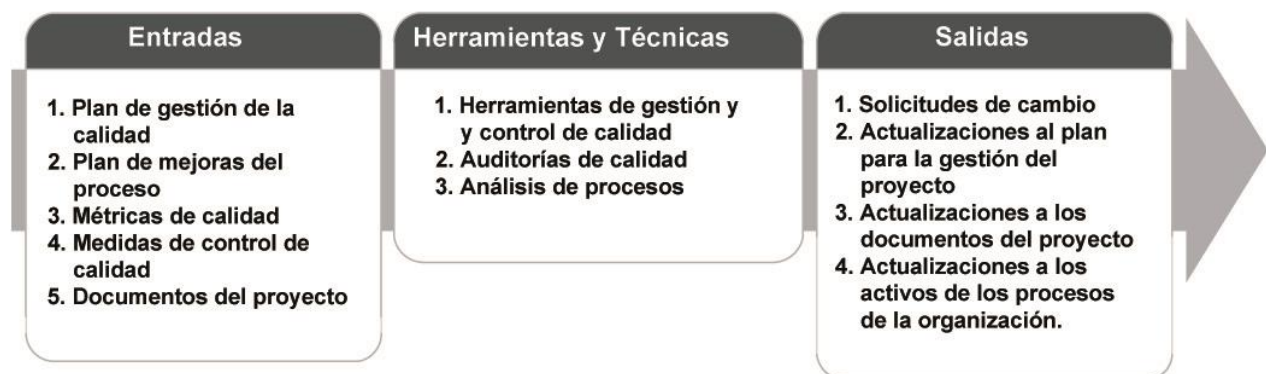 Entradas
1. Plan de gestión de la
calidad
2. Plan de mejoras del
proceso
3. Métricas de calidad
4. Medidas de control de
calidad
5. Documentos del proyecto
Herramientas y Técnicas
1. Herramientas de gestión y
y control de calidad
2. Auditorías de calidad
3. Análisis de procesos
Salidas
1. Solicitudes de cambio
2. Actualizaciones al plan
para la gestión del
proyecto
3. Actualizaciones a los
documentos del proyecto
4. Actualizaciones a los
activos de los procesos
de la organización.